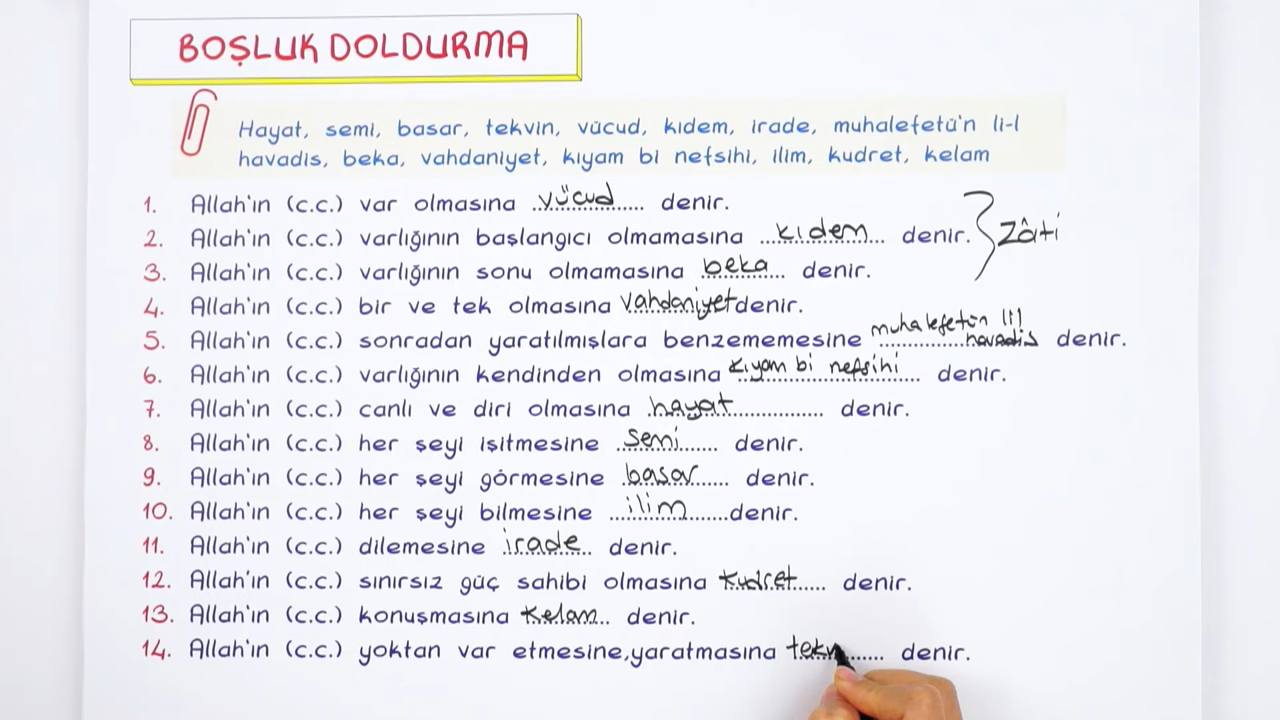 BOŞLUK DOLDURMA
Hayat, semi, basar, tekvin, vücud, kıdem, irade, muhalefetü'n li-l
havadis, beka, vahdaniyet, kıyam bi nefsihi, ilim, kudret, kelam
1. Allah'ın (c.c.) var olmasına vücud denir.
2. Allah'ın (c.c.) varlığının başlangıcı olmamasına kıdem denir.
Zâti
3. Allah'ın (c.c.) varlığının sonu olmamasına beka denir.
4. Allah'ın (c.c.) bir ve tek olmasına vahdaniyet denir.
5. Allah'ın (c.c.) sonradan yaratılmışlara benzememesine muhalefetün lil havadis denir.
6. Allah'ın (c.c.) varlığının kendinden olmasına kıyam bi nefsihi denir.
7. Allah'ın (c.c.) canlı ve diri olmasına hayat denir.
8. Allah'ın (c.c.) her şeyi işitmesine semi denir.
9. Allah'ın (c.c.) her şeyi görmesine basar denir.
10. Allah'ın (c.c.) her şeyi bilmesine ilim denir.
11. Allah'ın (c.c.) dilemesine irade denir.
12. Allah'ın (c.c.) sınırsız güç sahibi olmasına kudret denir.
13. Allah'ın (c.c.) konuşmasına kelam denir.
14. Allah'ın (c.c.) yoktan var etmesine,yaratmasına tekv denir.